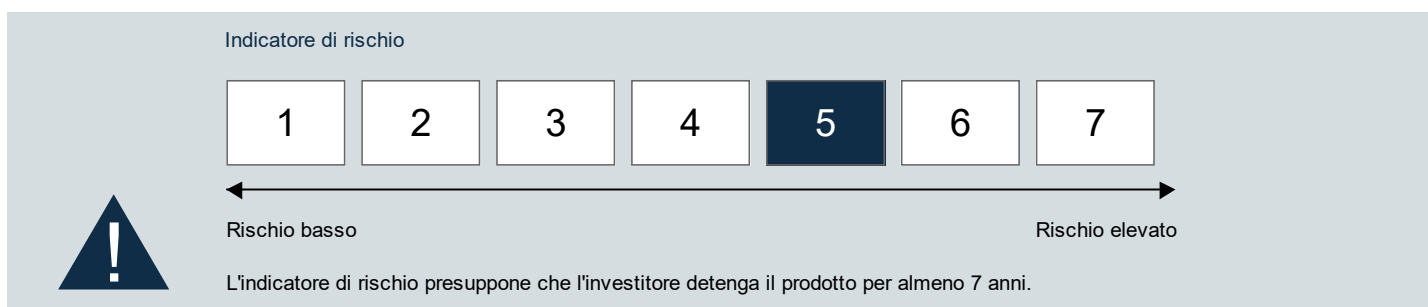 Indicatore di rischio
1 2 3 4 5 6 7
!
Rischio basso Rischio elevato
L'indicatore di rischio presuppone che l'investitore detenga il prodotto per almeno 7 anni.